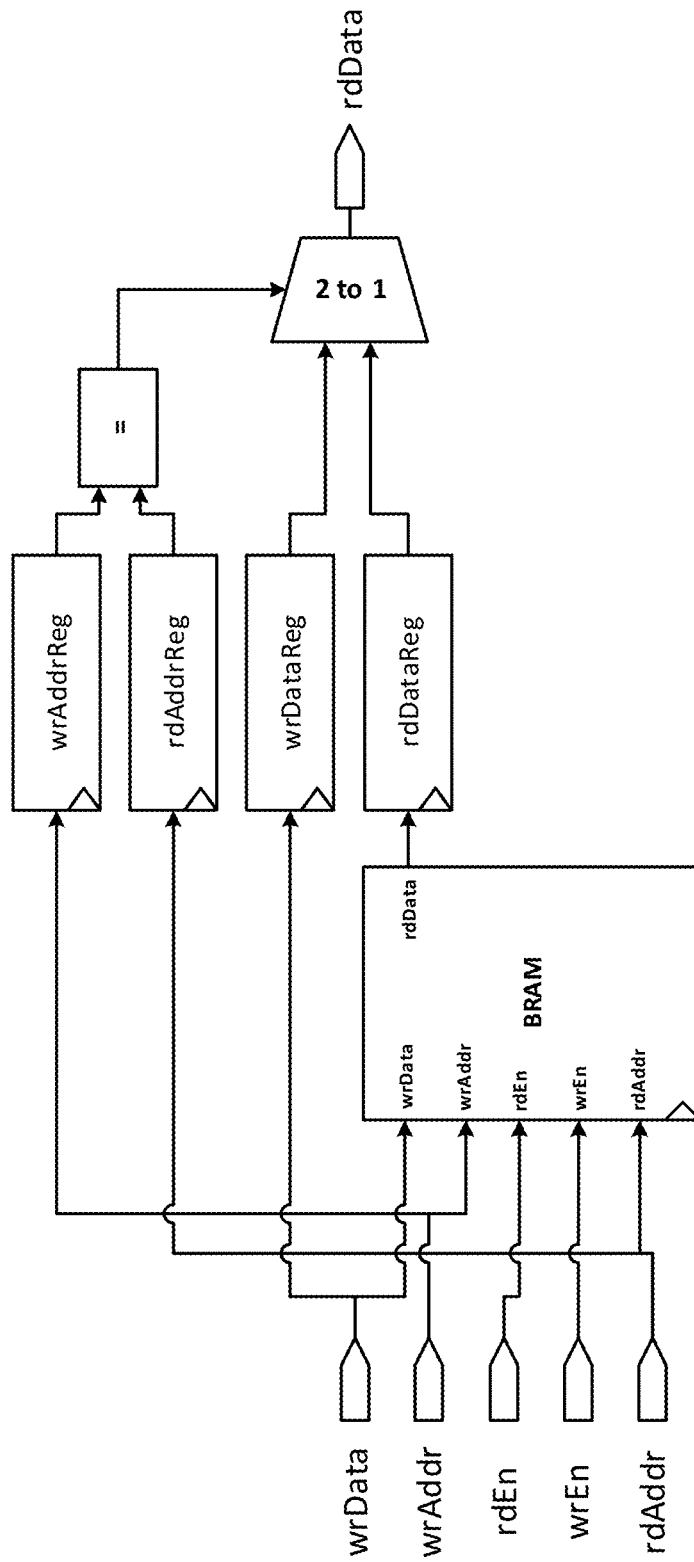 wrData
wrAddr
rdEn
wrEn
rdAddr
wrData
wrAddr
rdEn
wrEn
rdAddr
BRAM
rdData
wrAddrReg
rdAddrReg
wrDataReg
rdDataReg
=
2 to 1
rdData